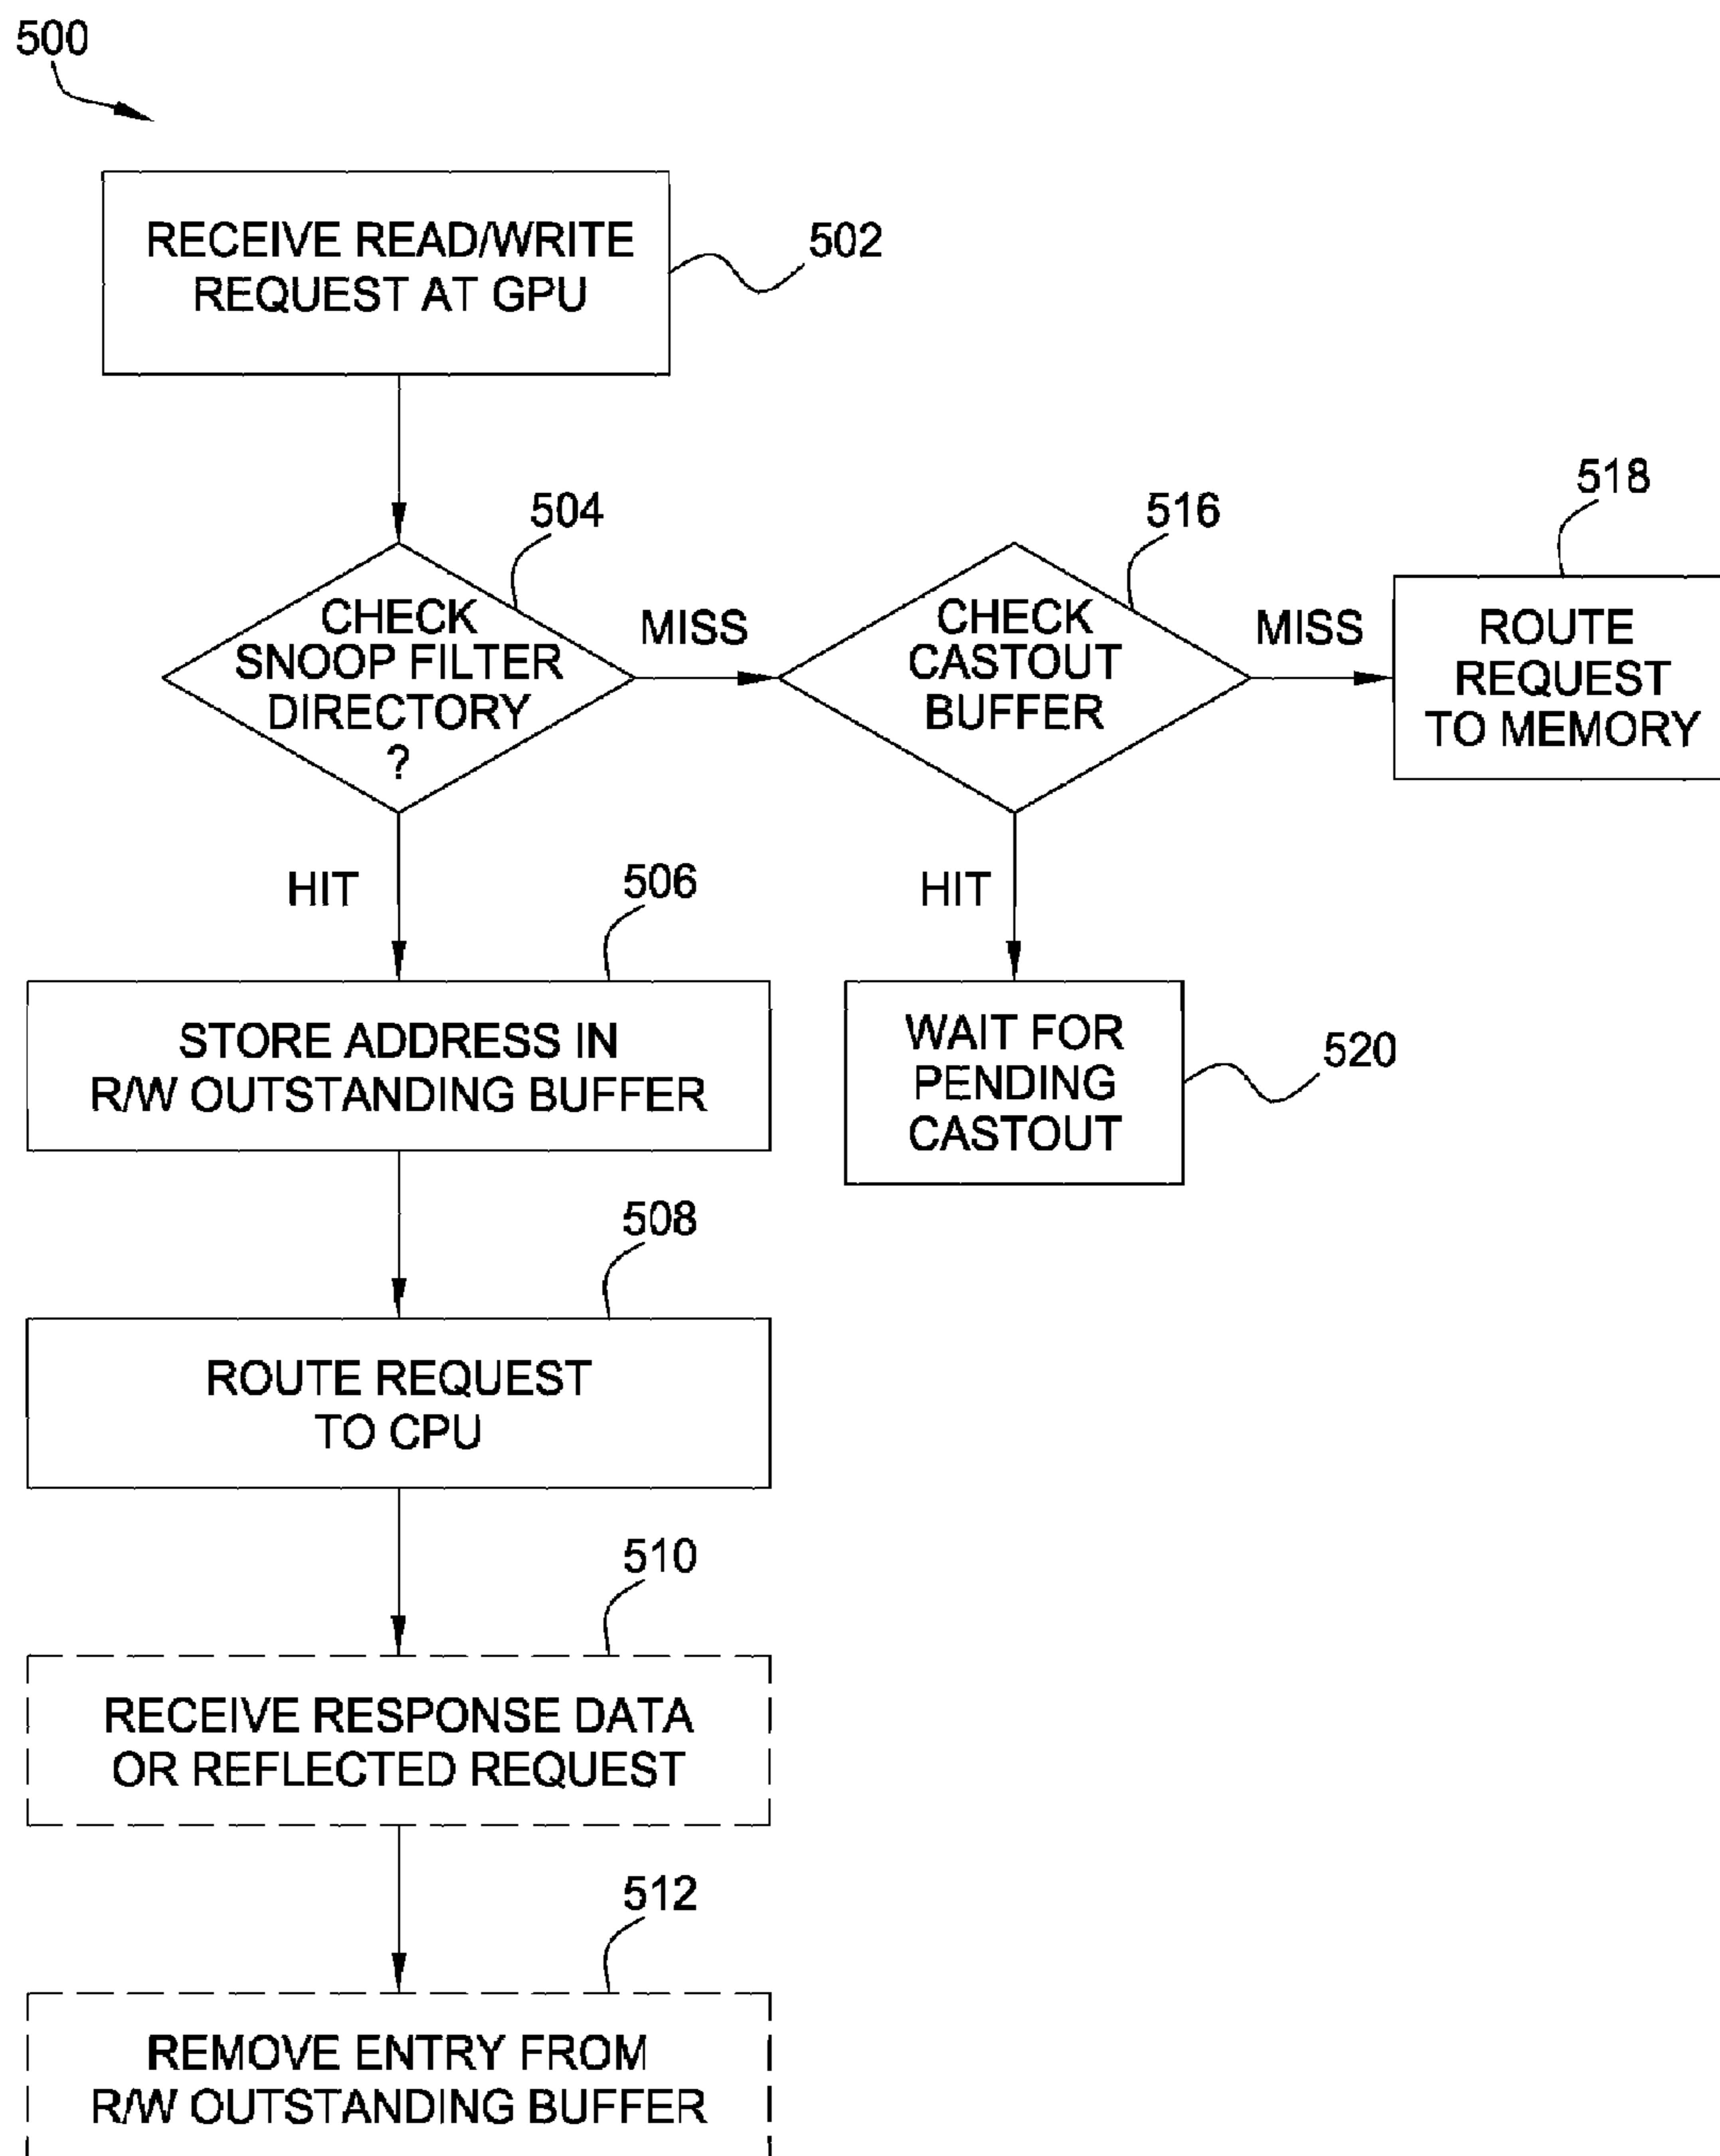 500
RECEIVE READ/WRITE
REQUEST AT GPU
502
504
CHECK
SNOOP FILTER
DIRECTORY
?
MISS
516
CHECK
CASTOUT
BUFFER
MISS
518
ROUTE
REQUEST
TO MEMORY
HIT
506
STORE ADDRESS IN
R/W OUTSTANDING BUFFER
HIT
WAIT FOR
PENDING
CASTOUT
520
508
ROUTE REQUEST
TO CPU
510
RECEIVE RESPONSE DATA
OR REFLECTED REQUEST
512
REMOVE ENTRY FROM
R/W OUTSTANDING BUFFER